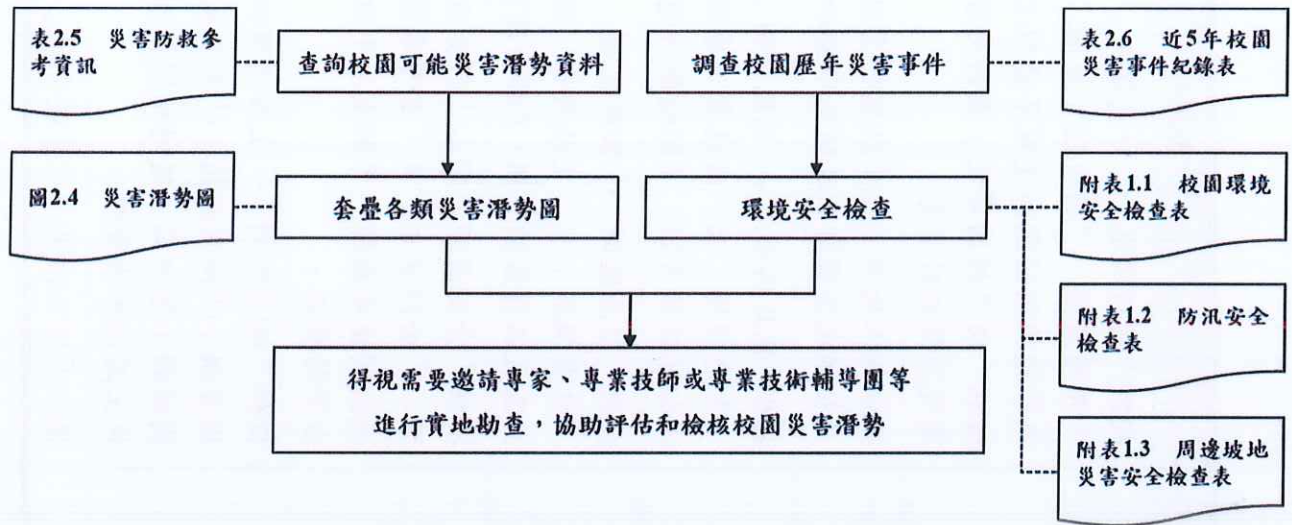 表2.5　災害防救參
考資訊
查詢校園可能災害潛勢資料
調查校園歷年災害事件
表2.6　近5年校園
災害事件紀錄表
圖2.4　災害潛勢圖
套疊各類災害潛勢圖
環境安全檢查
附表1.1　校園環境
安全檢查表
附表1.2　防汛安全
檢查表
得視需要邀請專家、專業技師或專業技術輔導團等
進行實地勘查，協助評估和檢核校園災害潛勢
附表1.3　周邊坡地
災害安全檢查表